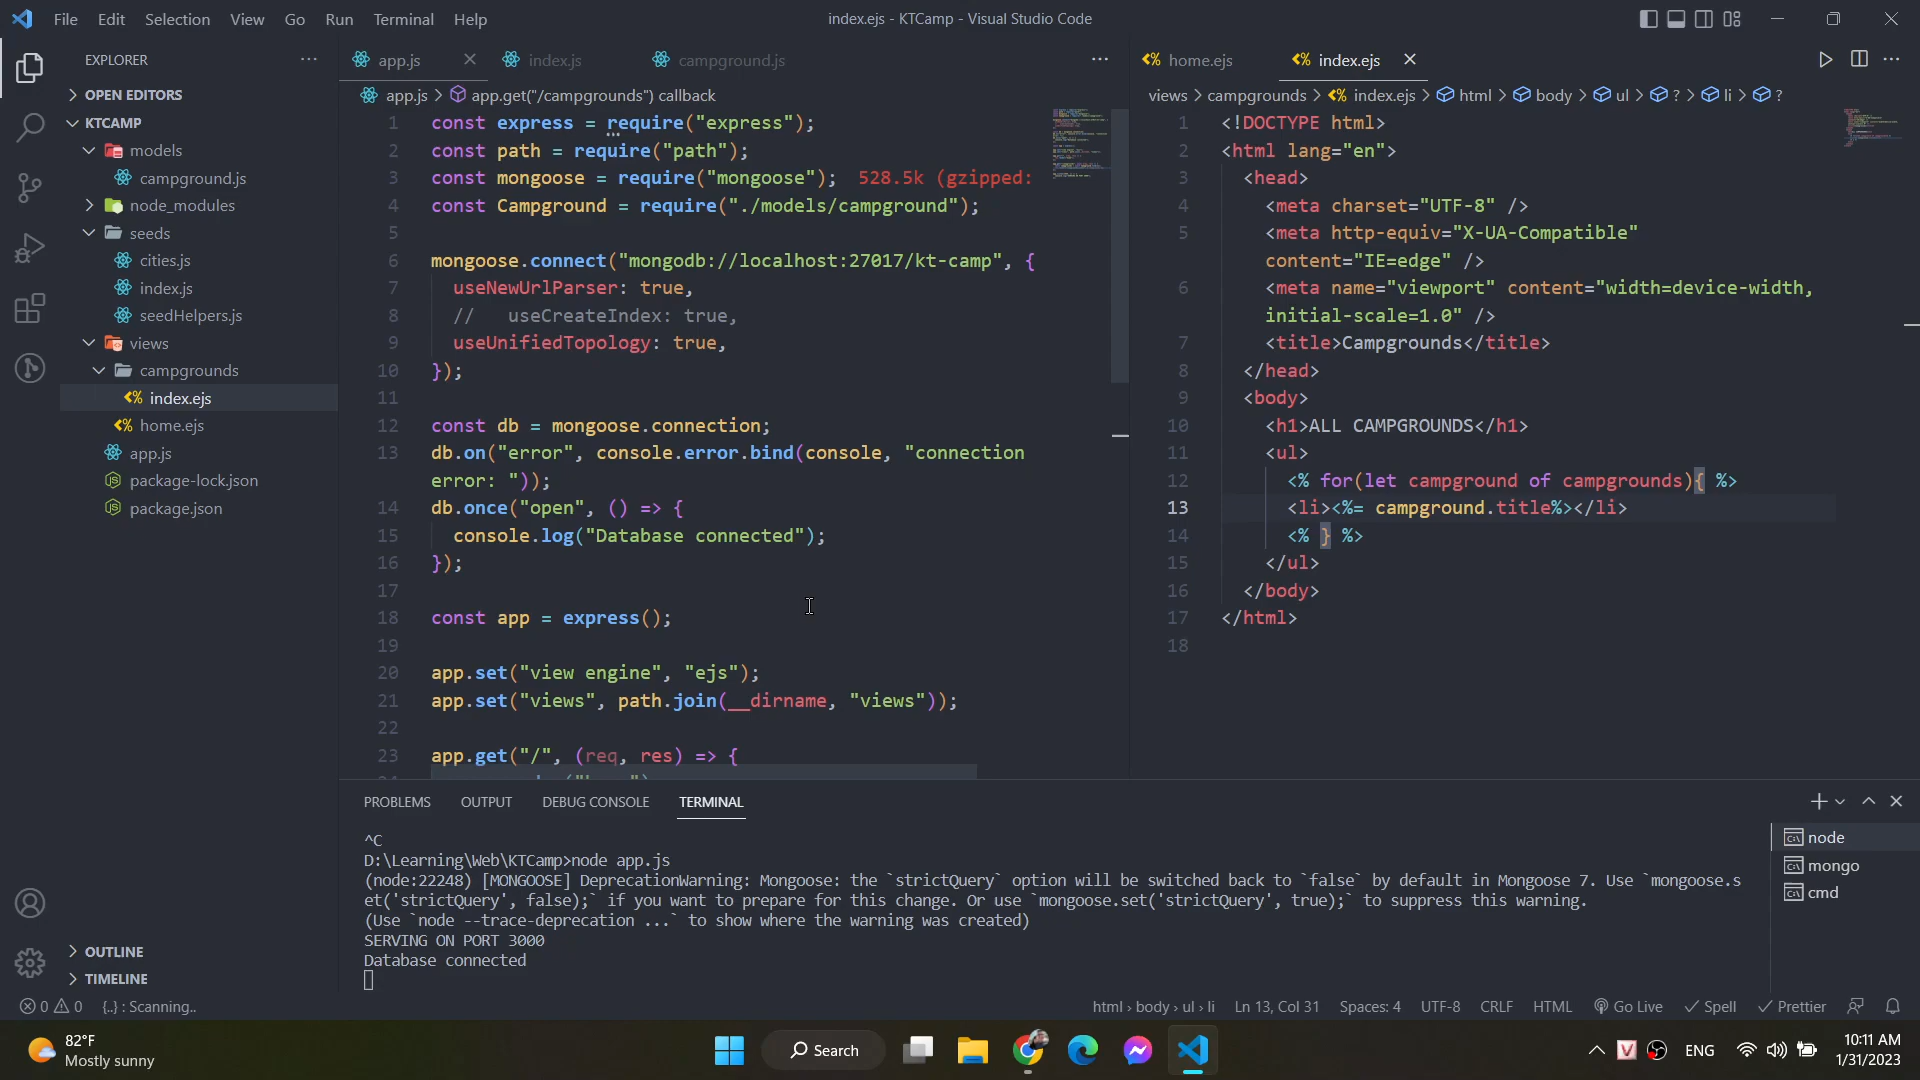 File Edit Selection View Go Run Terminal Help
index.ejs - KTCamp - Visual Studio Code
EXPLORER
OPEN EDITORS
KTCAMP
models
campground.js
node_modules
seeds
cities.js
index.js
seedHelpers.js
views
campgrounds
index.ejs
home.ejs
app.js
package-lock.json
package.json
OUTLINE
TIMELINE
app.js index.js campground.js
app.js > app.get("/campgrounds") callback
1 const express = require("express");
2 const path = require("path");
3 const mongoose = require("mongoose"); 528.5k (gzipped:
4 const Campground = require("./models/campground");
5
6 mongoose.connect("mongodb://localhost:27017/kt-camp", {
7 useNewUrlParser: true,
8 // useCreateIndex: true,
9 useUnifiedTopology: true,
10 });
11
12 const db = mongoose.connection;
13 db.on("error", console.error.bind(console, "connection
error: "));
14 db.once("open", () => {
15 console.log("Database connected");
16 });
17
18 const app = express();
19
20 app.set("view engine", "ejs");
21 app.set("views", path.join(__dirname, "views"));
22
23 app.get("/", (req, res) => {
home.ejs index.ejs
views > campgrounds > index.ejs > html > body > ul > ? > li > ?
1 <!DOCTYPE html>
2 <html lang="en">
3 <head>
4 <meta charset="UTF-8" />
5 <meta http-equiv="X-UA-Compatible"
content="IE=edge" />
6 <meta name="viewport" content="width=device-width,
initial-scale=1.0" />
7 <title>Campgrounds</title>
8 </head>
9 <body>
10 <h1>ALL CAMPGROUNDS</h1>
11 <ul>
12 <% for(let campground of campgrounds){ %>
13 <li><%= campground.title%></li>
14 <% } %>
15 </ul>
16 </body>
17 </html>
18
PROBLEMS OUTPUT DEBUG CONSOLE TERMINAL
^C
D:\Learning\Web\KTCamp>node app.js
(node:22248) [MONGOOSE] DeprecationWarning: Mongoose: the `strictQuery` option will be switched back to `false` by default in Mongoose 7. Use `mongoose.s
et('strictQuery', false);` if you want to prepare for this change. Or use `mongoose.set('strictQuery', true);` to suppress this warning.
(Use `node --trace-deprecation ...` to show where the warning was created)
SERVING ON PORT 3000
Database connected
node
mongo
cmd
0 0 {..} : Scanning..
html > body > ul > li Ln 13, Col 31 Spaces: 4 UTF-8 CRLF HTML Go Live Spell Prettier
82°F
Mostly sunny
Search
ENG
10:11 AM
1/31/2023